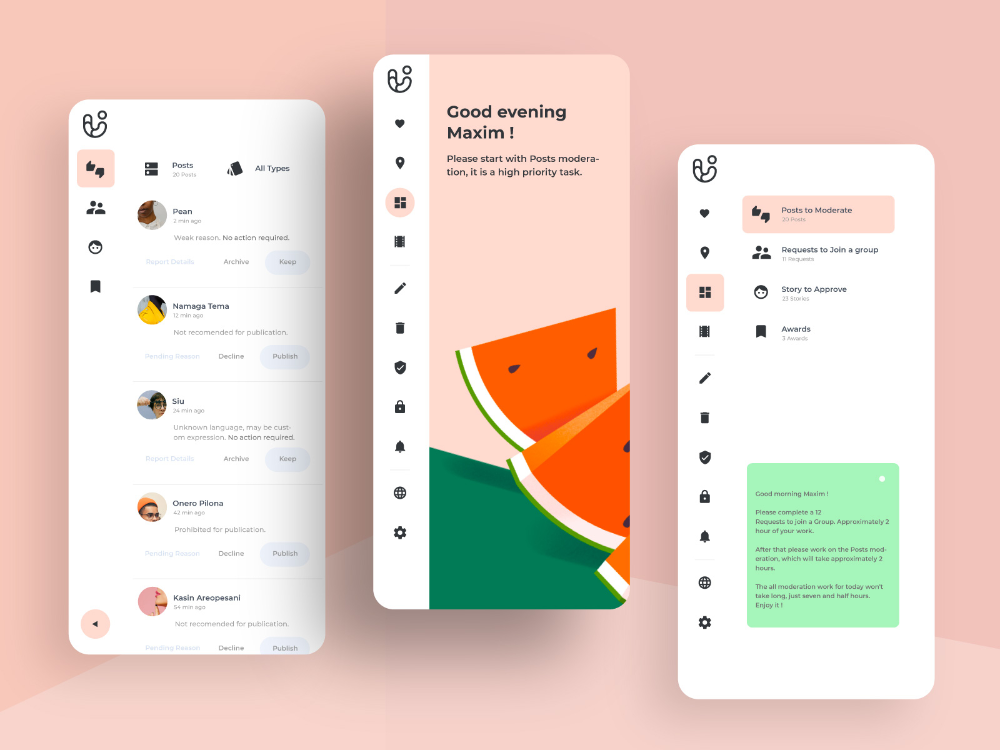 Posts
20 Posts
All Types
Pean
2 min ago
Weak reason. No action required.
Report Details
Archive
Keep
Namaga Tema
12 min ago
Not recomended for publication.
Pending Reason
Decline
Publish
Siu
24 min ago
Unknown language, may be cust-
om expression. No action required.
Report Details
Archive
Keep
Onero Pilona
42 min ago
Prohibited for publication.
Pending Reason
Decline
Publish
Kasin Areopesani
54 min ago
Not recomended for publication.
Pending Reason
Decline
Publish
Good evening
Maxim !
Please start with Posts modera-
tion, it is a high priority task.
Posts to Moderate
20 Posts
Requests to Join a group
11 Requests
Story to Approve
23 Stories
Awards
3 Awards
Good morning Maxim !
Please complete a 12
Requests to join a Group. Approximately 2
hour of your work.
After that please work on the Posts mod-
oration, which will take approximately 2
hours.
The all moderation work for today won't
take long, just seven and half hours.
Enjoy it !